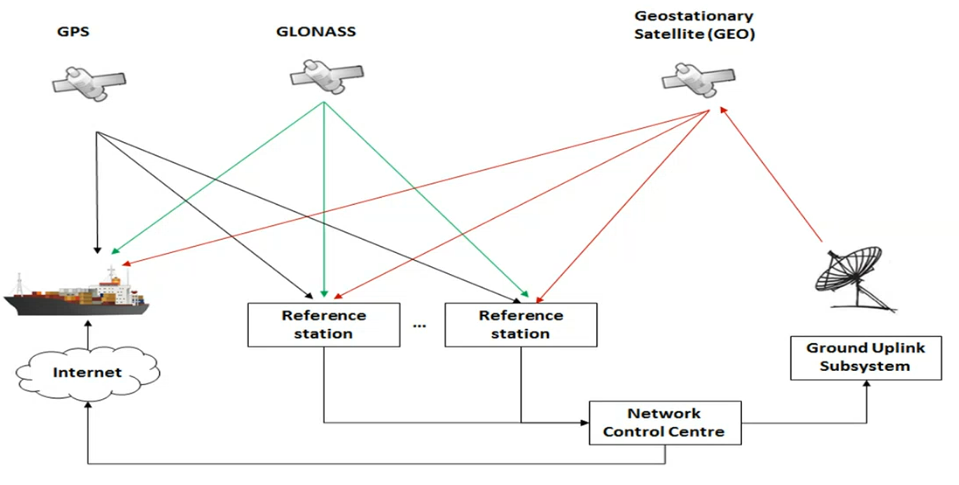 GPS
GLONASS
Geostationary
Satellite (GEO)
Reference
station
...
Reference
station
Internet
Ground Uplink
Subsystem
Network
Control Centre